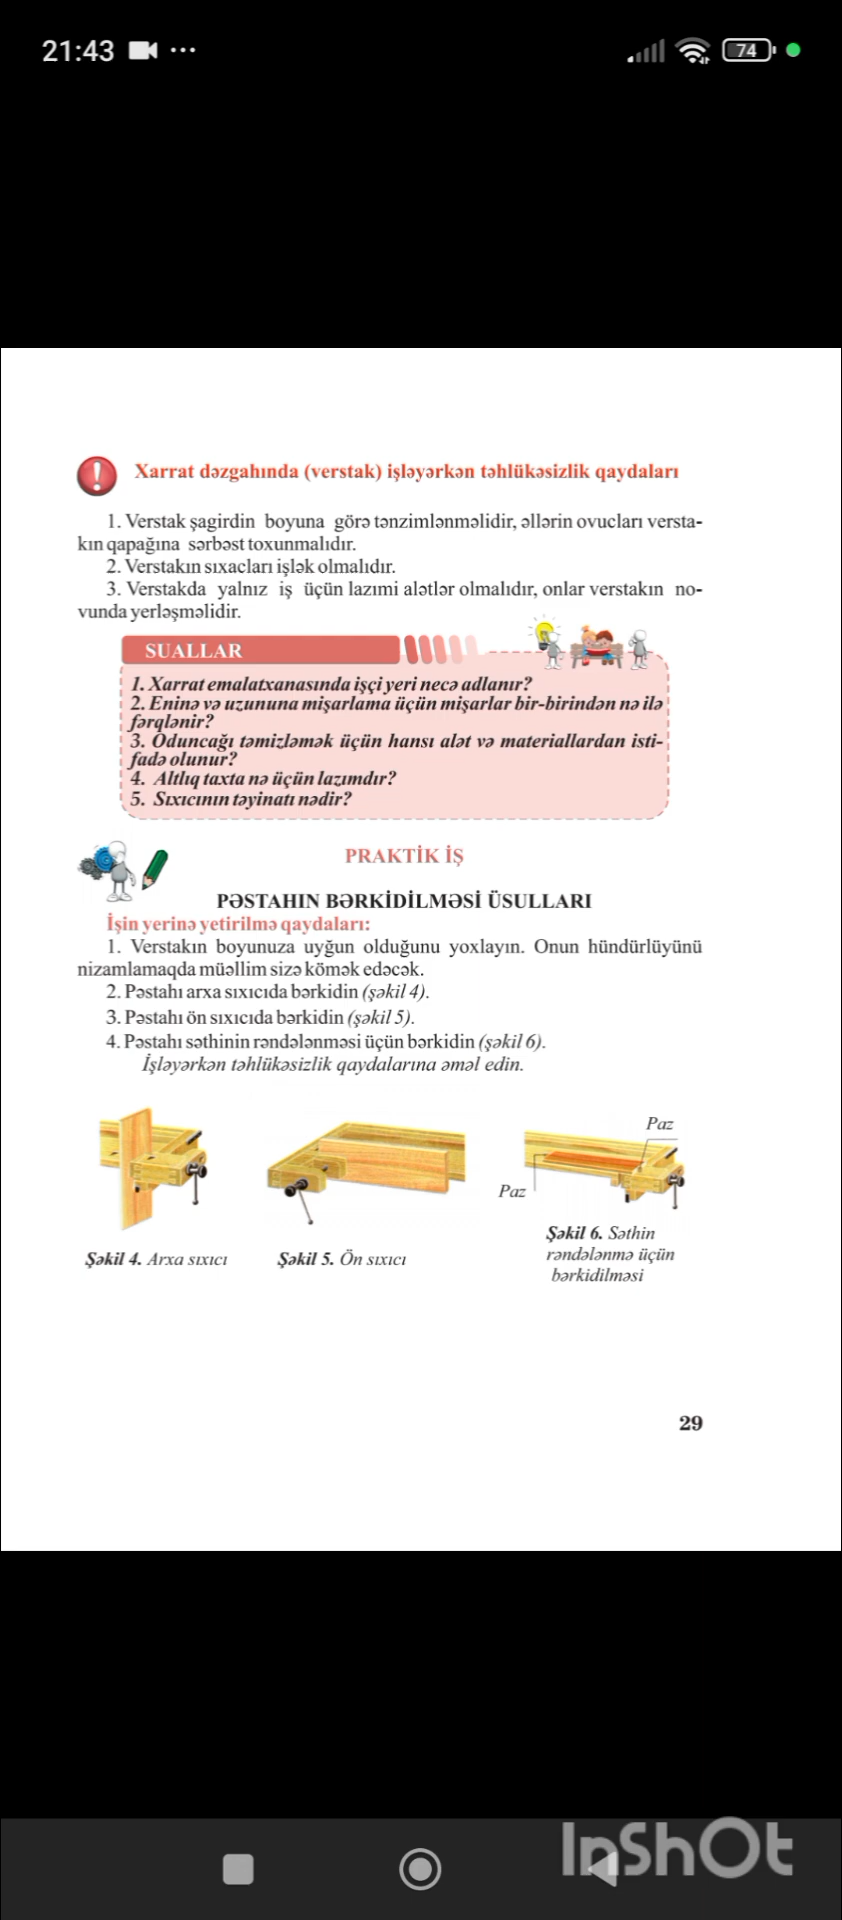 21:43
74
Xarrat dəzgahında (verstak) işləyərkən təhlükəsizlik qaydaları
1. Verstak şagirdin boyuna görə tənzimlənməlidir, əllərin ovucları versta-
kın qapağına sərbəst toxunmalıdır.
2. Verstakın sıxacları işlək olmalıdır.
3. Verstakda yalnız iş üçün lazımi alətlər olmalıdır, onlar verstakın no-
vunda yerləşməlidir.
SUALLAR
1. Xarrat emalatxanasında işçi yeri necə adlanır?
2. Eninə və uzununa mişarlama üçün mişarlar bir-birindən nə ilə
fərqlənir?
3. Oduncağı təmizləmək üçün hansı alət və materiallardan isti-
fadə olunur?
4. Altlıq taxta nə üçün lazımdır?
5. Sıxıcının təyinatı nədir?
PRAKTİK İŞ
PƏSTAHIN BƏRKİDİLMƏSİ ÜSULLARI
İşin yerinə yetirilmə qaydaları:
1. Verstakın boyunuza uyğun olduğunu yoxlayın. Onun hündürlüyünü
nizamlamaqda müəllim sizə kömək edəcək.
2. Pəstahı arxa sıxıcıda bərkidin (şəkil 4).
3. Pəstahı ön sıxıcıda bərkidin (şəkil 5).
4. Pəstahı səthinin rəndələnməsi üçün bərkidin (şəkil 6).
İşləyərkən təhlükəsizlik qaydalarına əməl edin.
Paz
Paz
Şəkil 4. Arxa sıxıcı
Şəkil 5. Ön sıxıcı
Şəkil 6. Səthin
rəndələnmə üçün
bərkidilməsi
29
InShOt